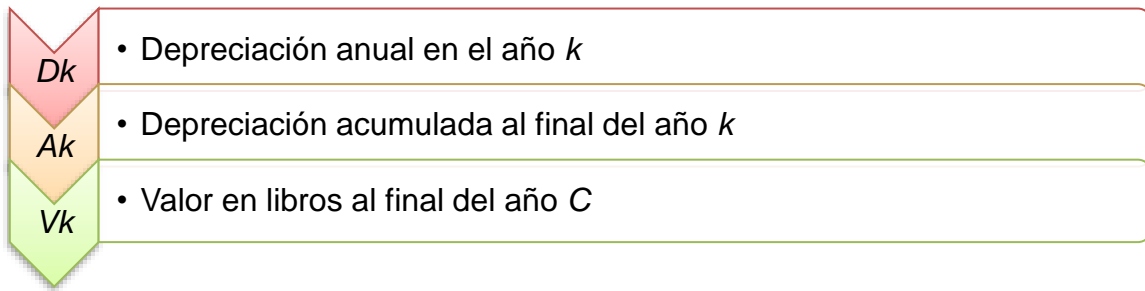 Dk
• Depreciación anual en el año k
Ak
• Depreciación acumulada al final del año k
Vk
• Valor en libros al final del año C